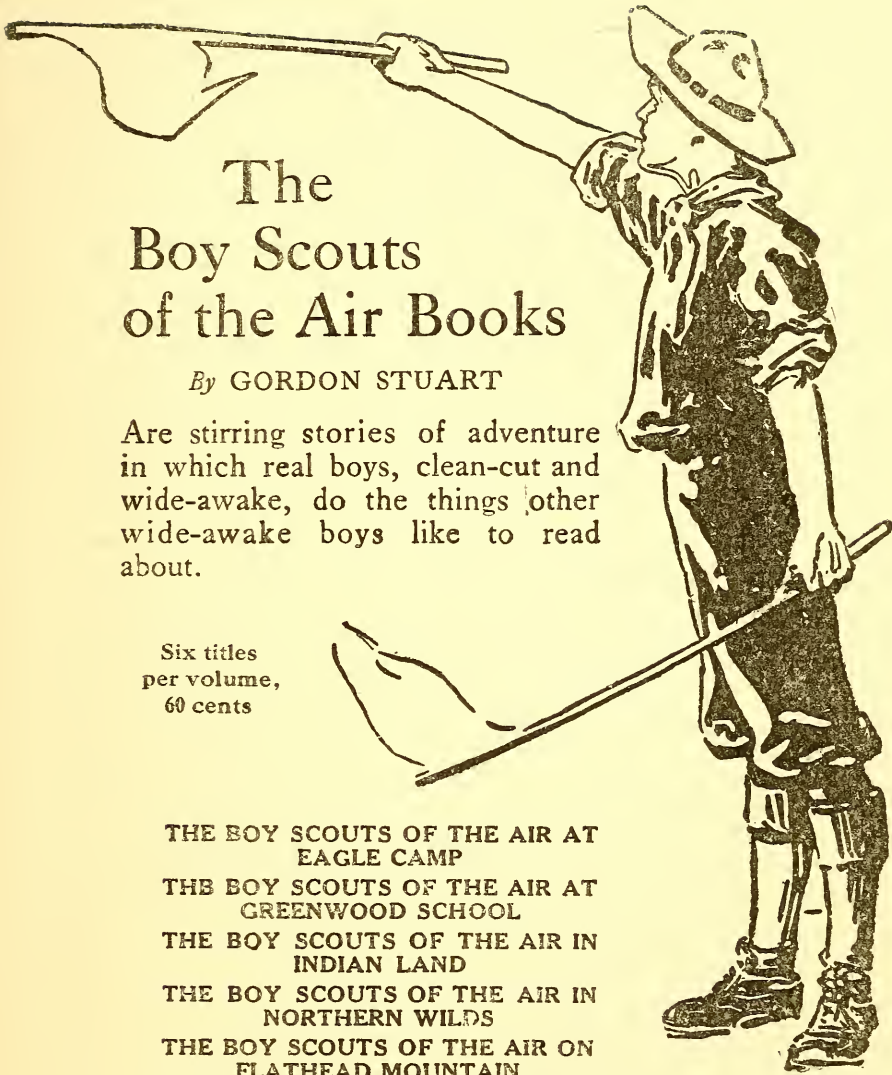 The
Boy Scouts
of the Air Books
By GORDON STUART
Are stirring stories of adventure
in which real boys, clean-cut and
wide-awake, do the things other
wide-awake boys like to read
about.
Six titles
per volume,
60 cents
THE BOY SCOUTS OF THE AIR AT
EAGLE CAMP
THE BOY SCOUTS OF THE AIR AT
GREENWOOD SCHOOL
THE BOY SCOUTS OF THE AIR IN
INDIAN LAND
THE BOY SCOUTS OF THE AIR IN
NORTHERN WILDS
THE BOY SCOUTS OF THE AIR ON
FLATHEAD MOUNTAIN